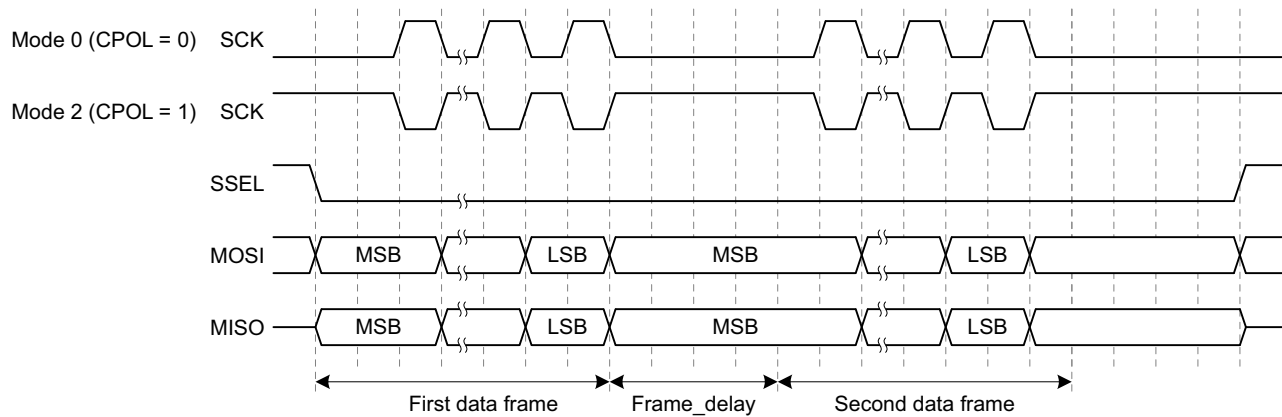 Mode 0 (CPOL = 0) SCK
Mode 2 (CPOL = 1) SCK
SSEL
MOSI MSB LSB MSB LSB
MISO MSB LSB MSB LSB
First data frame Frame_delay Second data frame